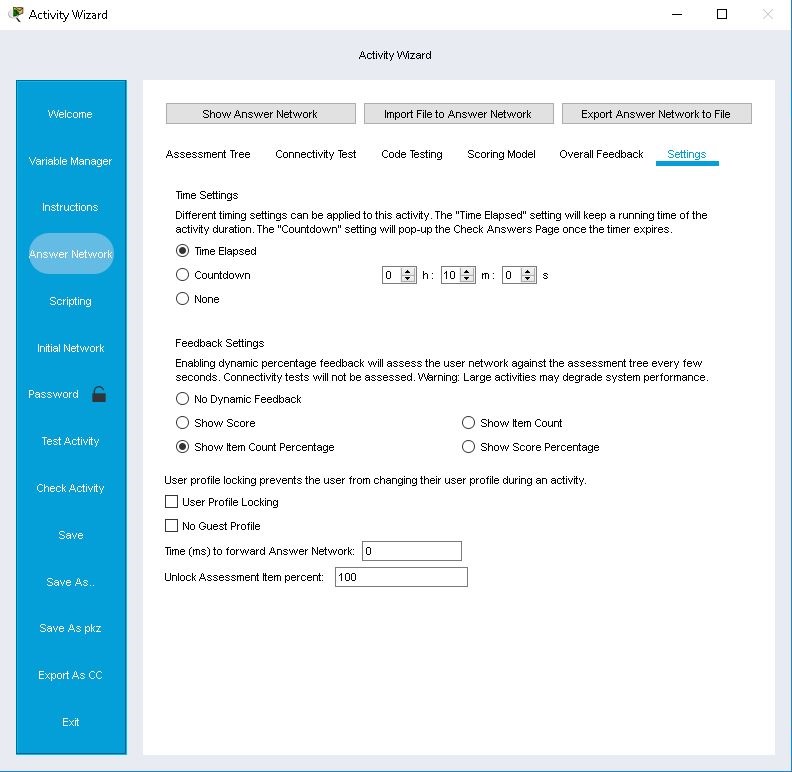 Activity Wizard
Activity Wizard
Welcome
Variable Manager
Instructions
Answer Network
Scripting
Initial Network
Password
Test Activity
Check Activity
Save
Save As..
Save As pkz
Export As CC
Exit
Show Answer Network
Import File to Answer Network
Export Answer Network to File
Assessment Tree
Connectivity Test
Code Testing
Scoring Model
Overall Feedback
Settings
Time Settings
Different timing settings can be applied to this activity. The "Time Elapsed" setting will keep a running time of the
activity duration. The "Countdown" setting will pop-up the Check Answers Page once the timer expires.
Time Elapsed
Countdown 0 h : 10 m : 0 s
None
Feedback Settings
Enabling dynamic percentage feedback will assess the user network against the assessment tree every few
seconds. Connectivity tests will not be assessed. Warning: Large activities may degrade system performance.
No Dynamic Feedback
Show Score
Show Item Count
Show Item Count Percentage
Show Score Percentage
User profile locking prevents the user from changing their user profile during an activity.
User Profile Locking
No Guest Profile
Time (ms) to forward Answer Network: 0
Unlock Assessment Item percent: 100